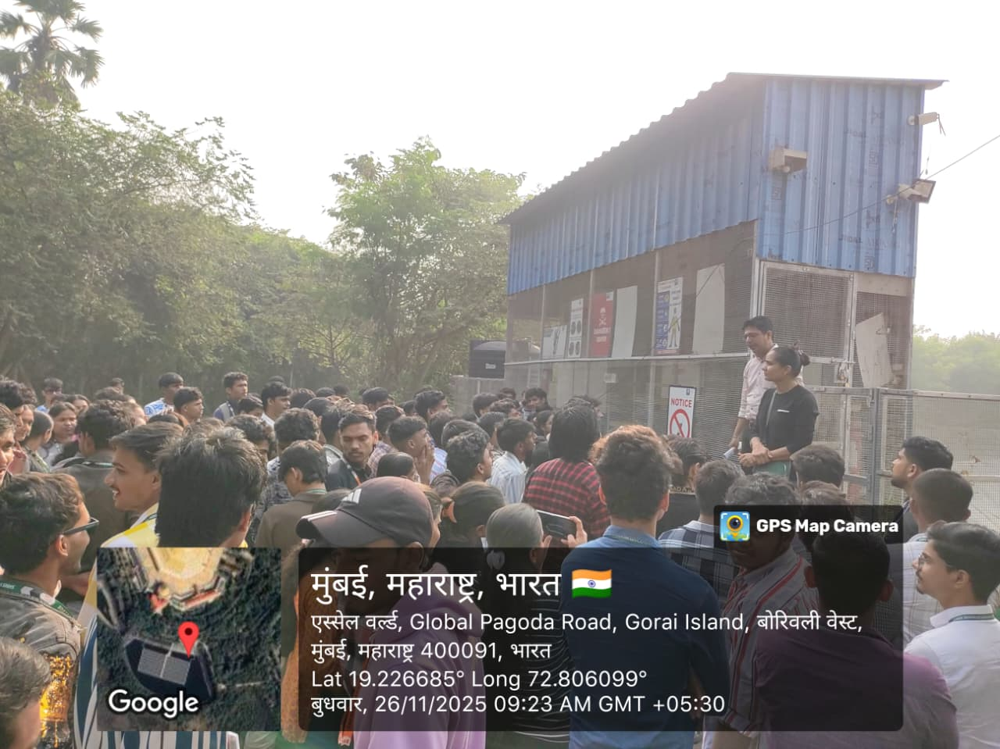 NOTICE
GPS Map Camera
मुंबई, महाराष्ट्र, भारत
एस्सेल वर्ल्ड, Global Pagoda Road, Gorai Island, बोरिवली वेस्ट,
मुंबई, महाराष्ट्र 400091, भारत
Lat 19.226685° Long 72.806099°
बुधवार, 26/11/2025 09:23 AM GMT +05:30
Google